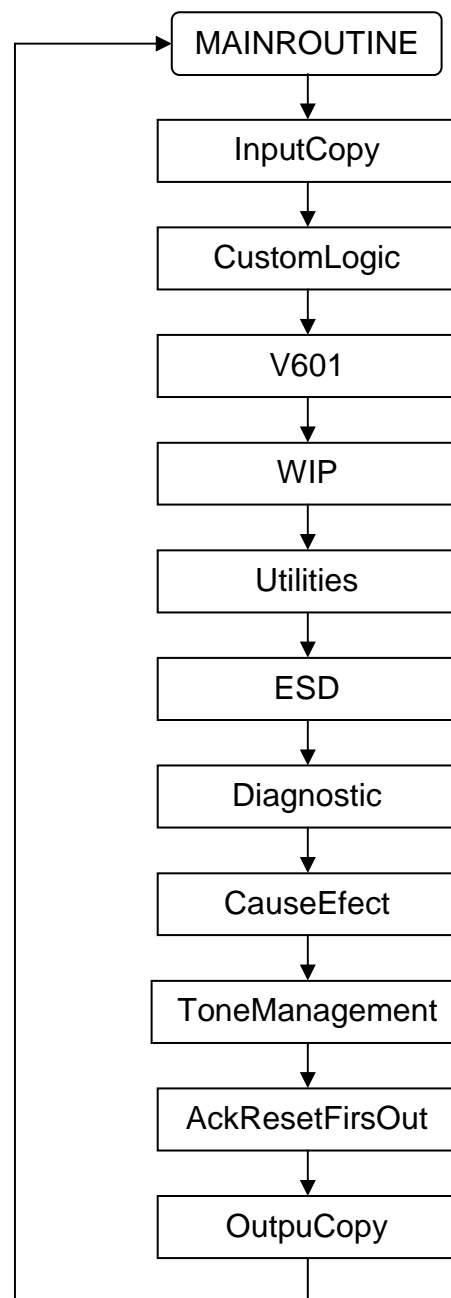 MAINROUTINE
InputCopy
CustomLogic
V601
WIP
Utilities
ESD
Diagnostic
CauseEfect
ToneManagement
AckResetFirsOut
OutpuCopy